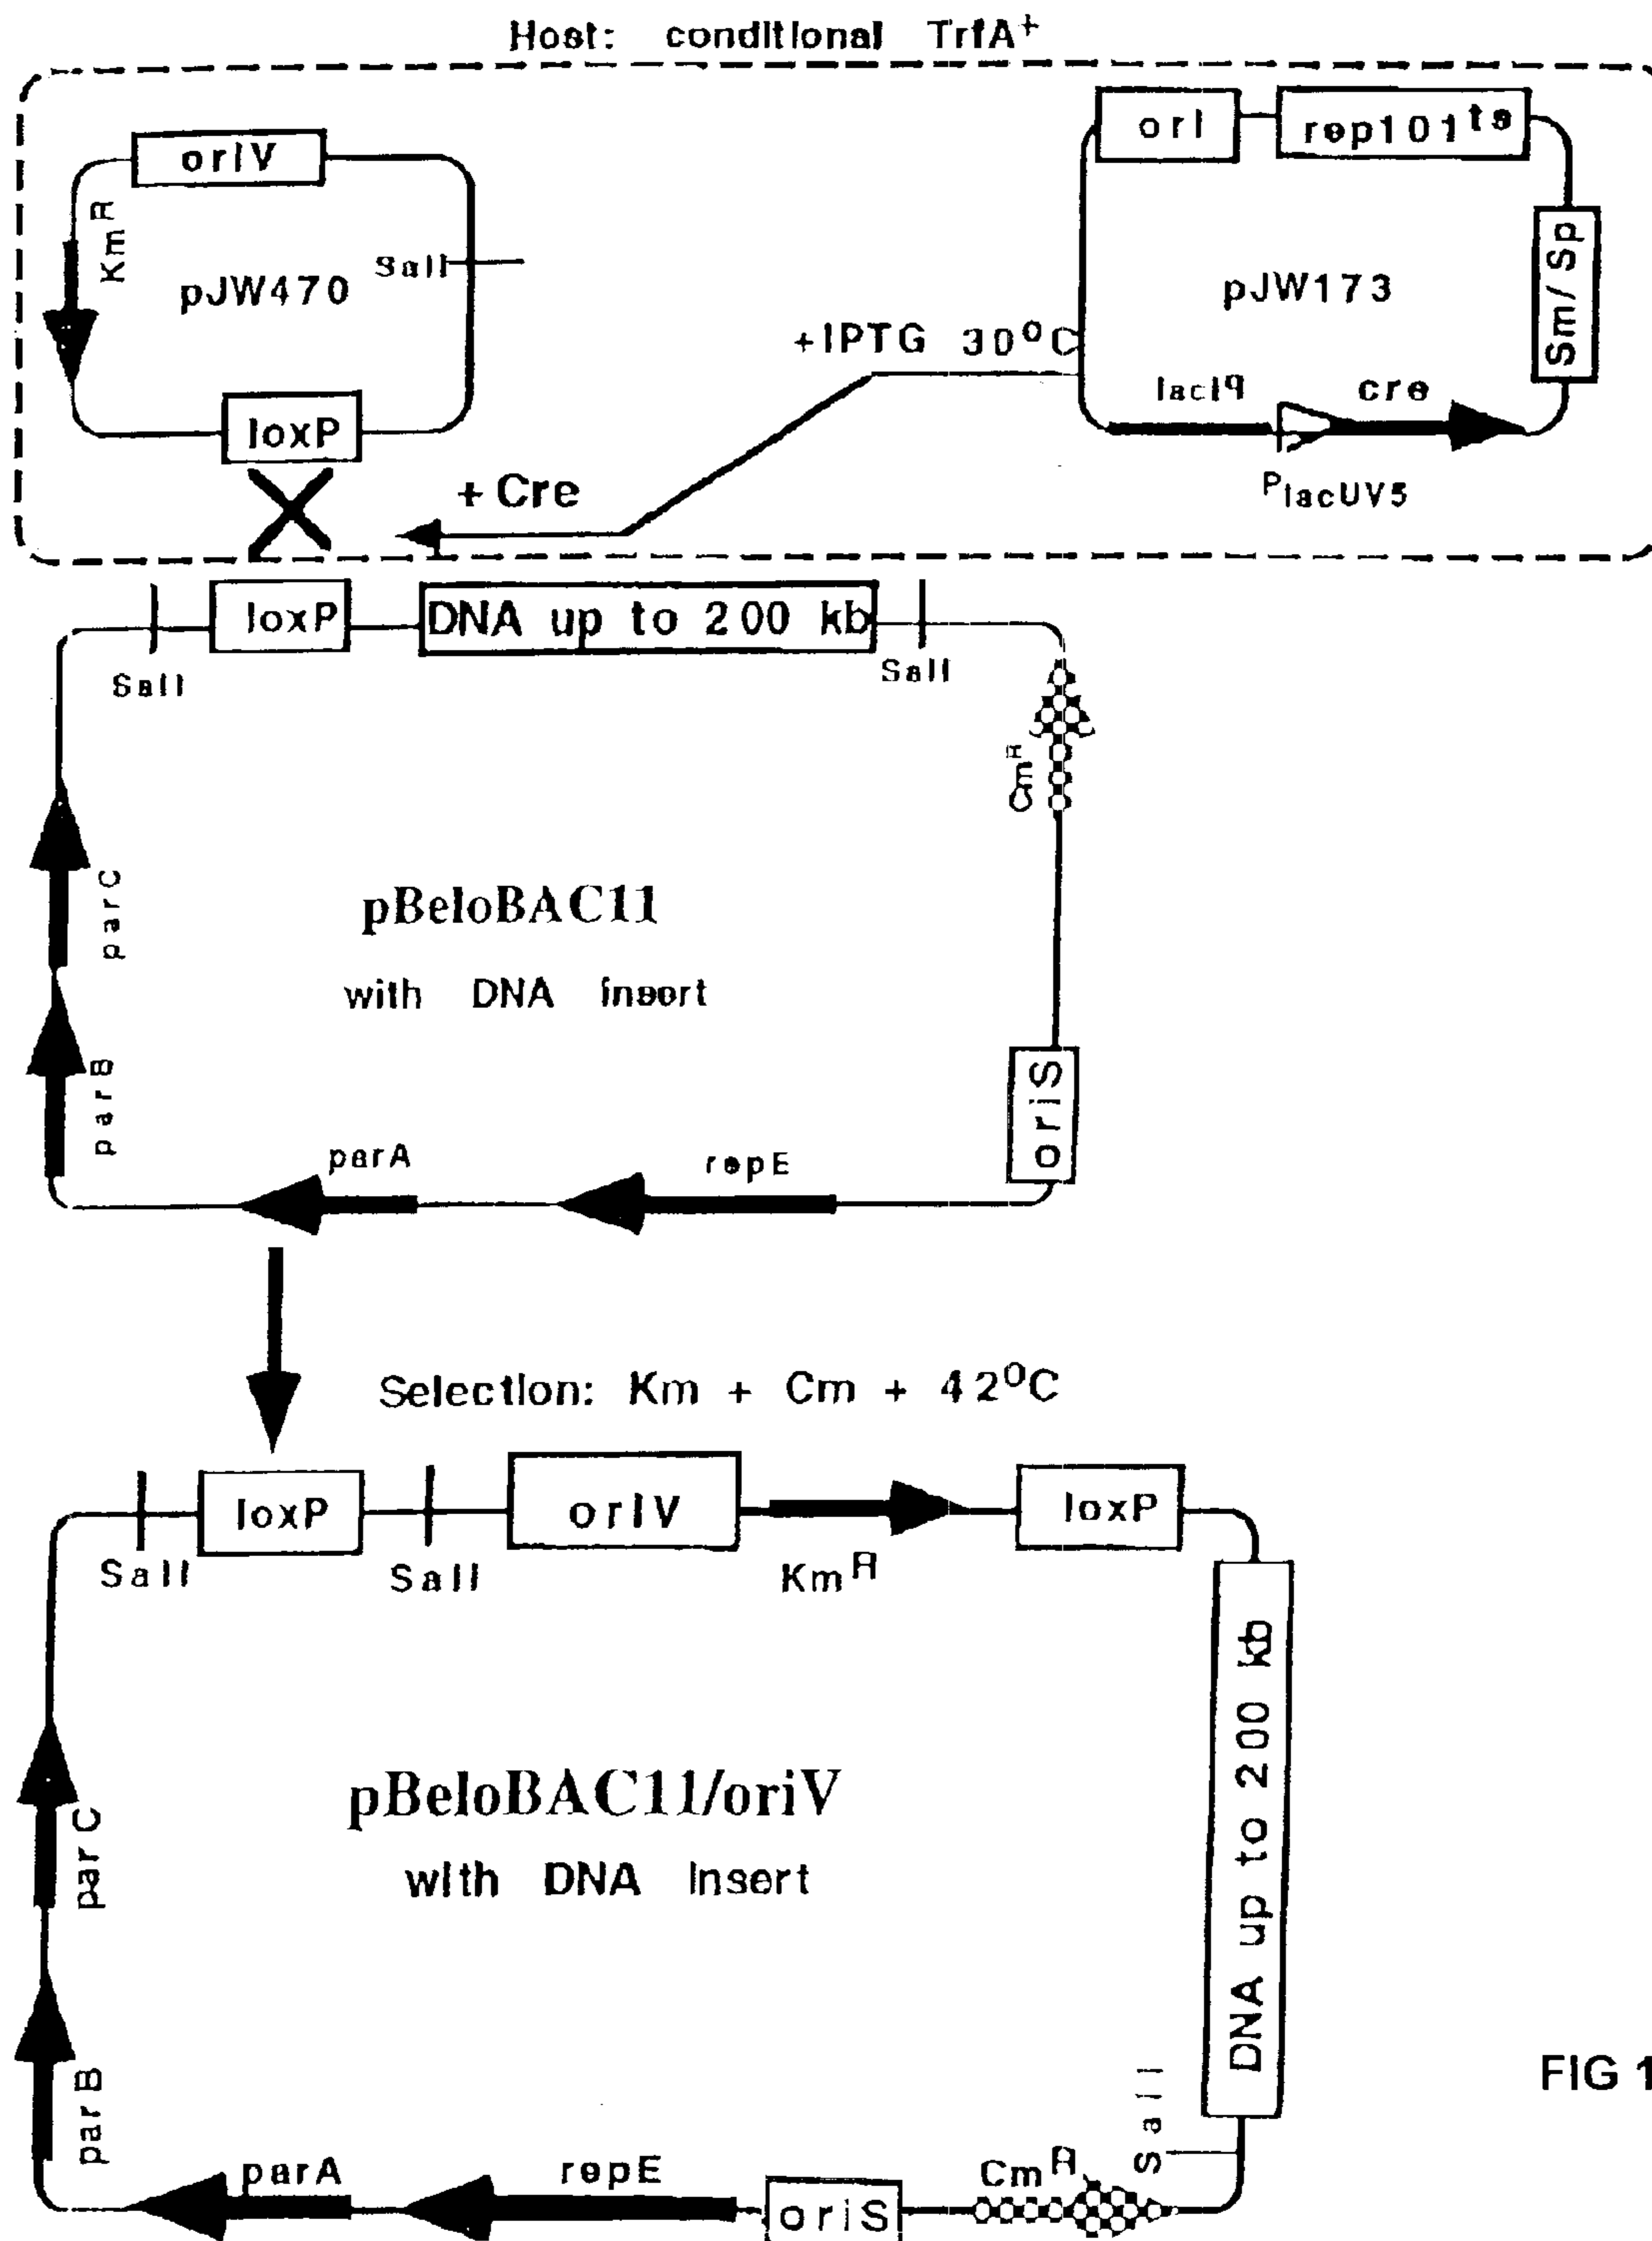 Host: conditional TrfA+
oriV
KmR
SalI
pJW470
loxP
ori
rep101ts
Sm/Sp
pJW173
+IPTG 30°C
lacIq
cre
PlacUV5
+Cre
loxP
DNA up to 200 kb
SalI
SalI
CmR
parC
pBeloBAC11
with DNA insert
parB
oriS
parA
repE
Selection: Km + Cm + 42°C
loxP
oriV
loxP
SalI
SalI
KmR
DNA up to 200 kb
pBeloBAC11/oriV
with DNA Insert
parC
parB
SalI
FIG 1
parA
repE
CmR
oriS